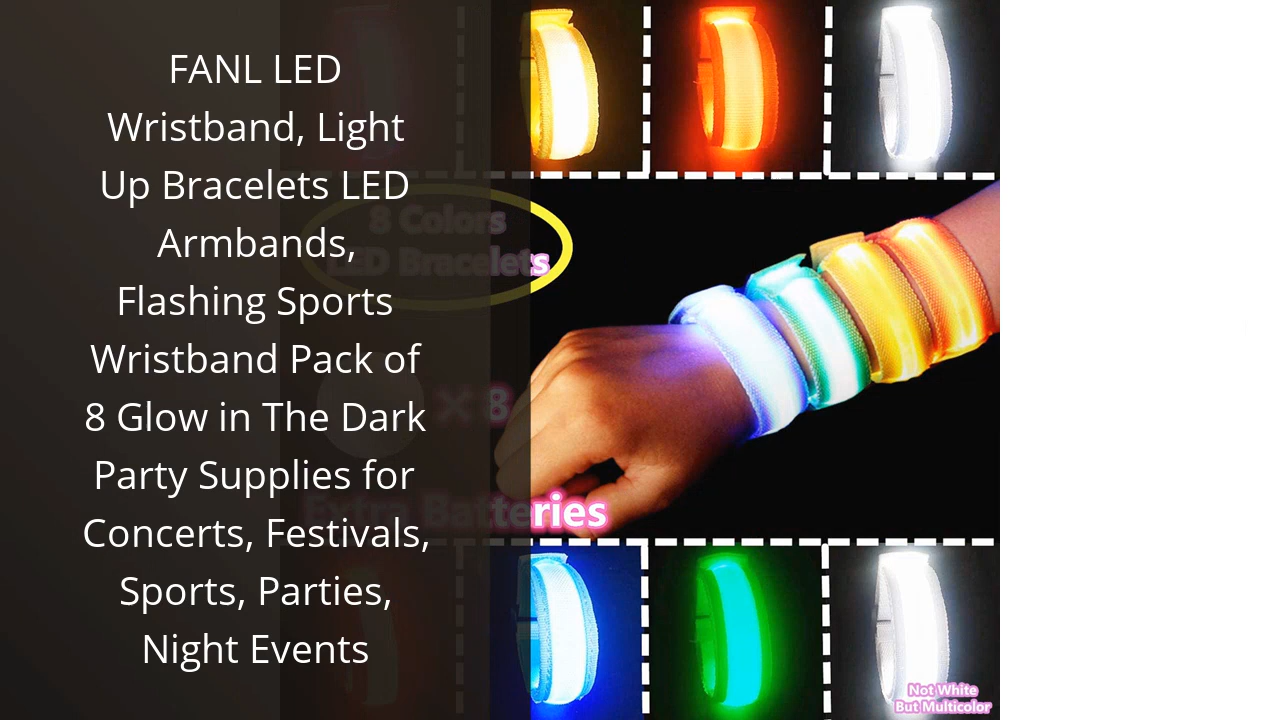 FANL LED
Wristband, Light
Up Bracelets LED
Armbands,
Flashing Sports
Wristband Pack of
8 Glow in The Dark
Party Supplies for
Concerts, Festivals,
Sports, Parties,
Night Events
8 Colors
LED Bracelets
× 8
Extra Batteries
Not White
But Multicolor